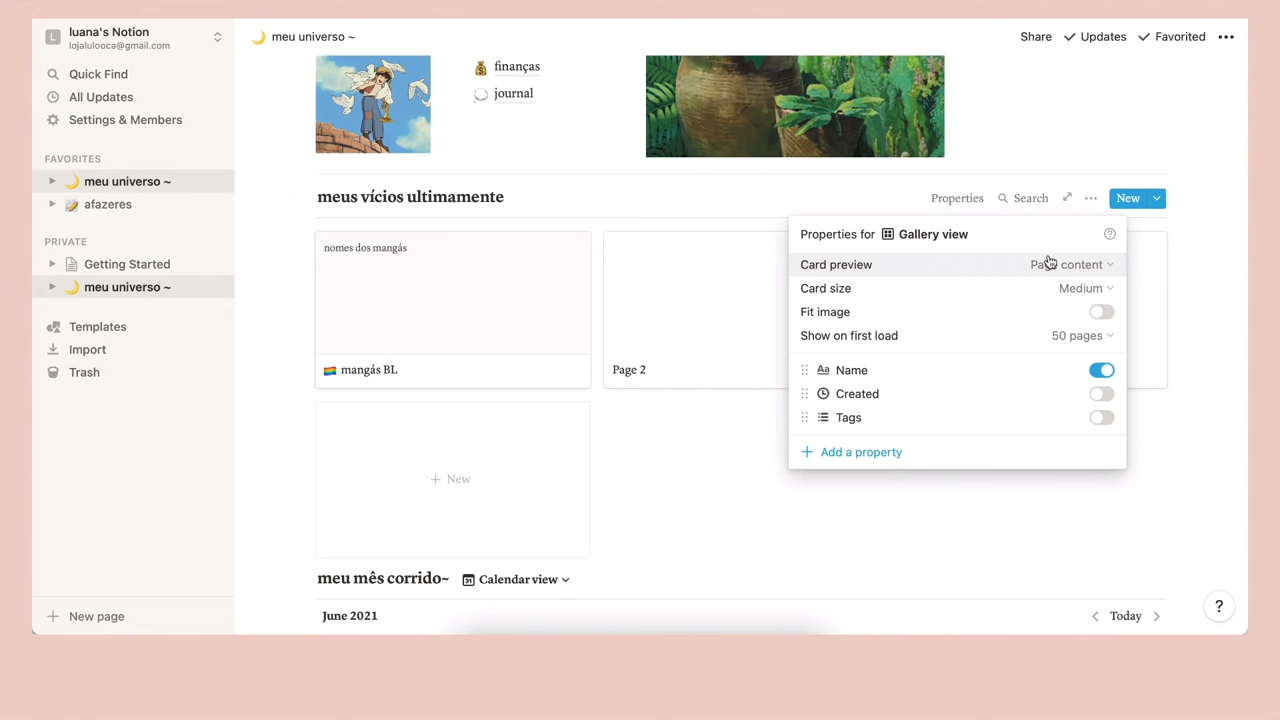 L
luana's Notion
lojalulooca@gmail.com
Quick Find
All Updates
Settings & Members
FAVORITES
meu universo ~
afazeres
PRIVATE
Getting Started
meu universo ~
Templates
Import
Trash
New page
meu universo ~
Share
Updates
Favorited
finanças
journal
meus vícios ultimamente
Properties
Search
New
nomes dos mangás
mangás BL
Page 2
New
Properties for Gallery view
Card preview
content
Card size
Medium
Fit image
Show on first load
50 pages
Aa Name
Created
Tags
Add a property
meu mês corrido~
31 Calendar view
June 2021
Today
?